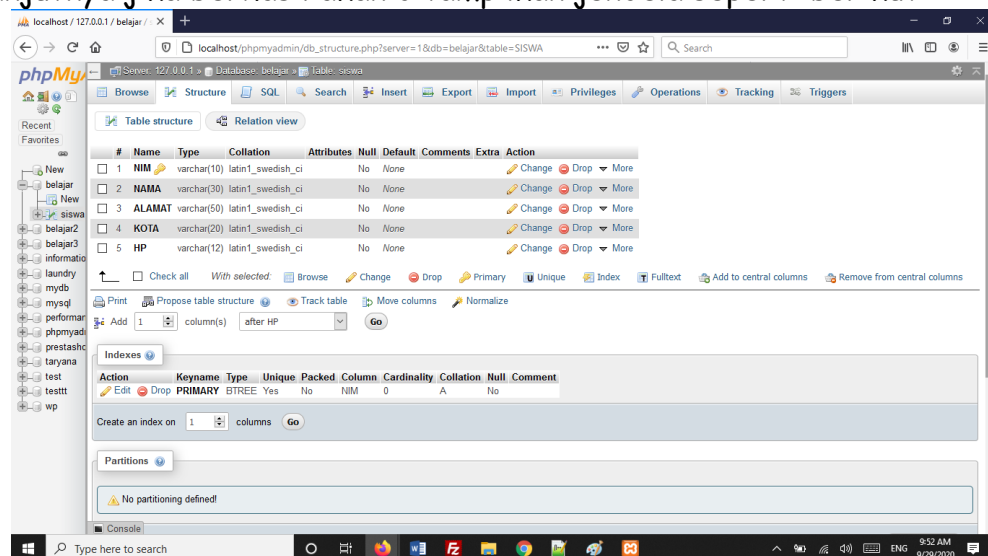 localhost / 127.0.0.1 / belajar /
localhost/phpmyadmin/db_structure.php?server=1&db=belajar&table=SISWA
Search
phpMy
Server: 127.0.0.1 » Database: belajar » Table: siswa
Browse Structure SQL Search Insert Export Import Privileges Operations Tracking Triggers
Recent
Favorites
New
belajar
New
siswa
belajar2
belajar3
informatio
laundry
mydb
mysql
performan
phpmyad
prestasho
taryana
test
testtt
wp
Table structure Relation view
# Name Type Collation Attributes Null Default Comments Extra Action
1 NIM varchar(10) latin1_swedish_ci No None Change Drop More
2 NAMA varchar(30) latin1_swedish_ci No None Change Drop More
3 ALAMAT varchar(50) latin1_swedish_ci No None Change Drop More
4 KOTA varchar(20) latin1_swedish_ci No None Change Drop More
5 HP varchar(12) latin1_swedish_ci No None Change Drop More
Check all With selected: Browse Change Drop Primary Unique Index Fulltext Add to central columns Remove from central columns
Print Propose table structure Track table Move columns Normalize
Add 1 column(s) after HP Go
Indexes
Action Keyname Type Unique Packed Column Cardinality Collation Null Comment
Edit Drop PRIMARY BTREE Yes No NIM 0 A No
Create an index on 1 columns Go
Partitions
No partitioning defined!
Console
Type here to search
ENG
9:52 AM
9/29/2020